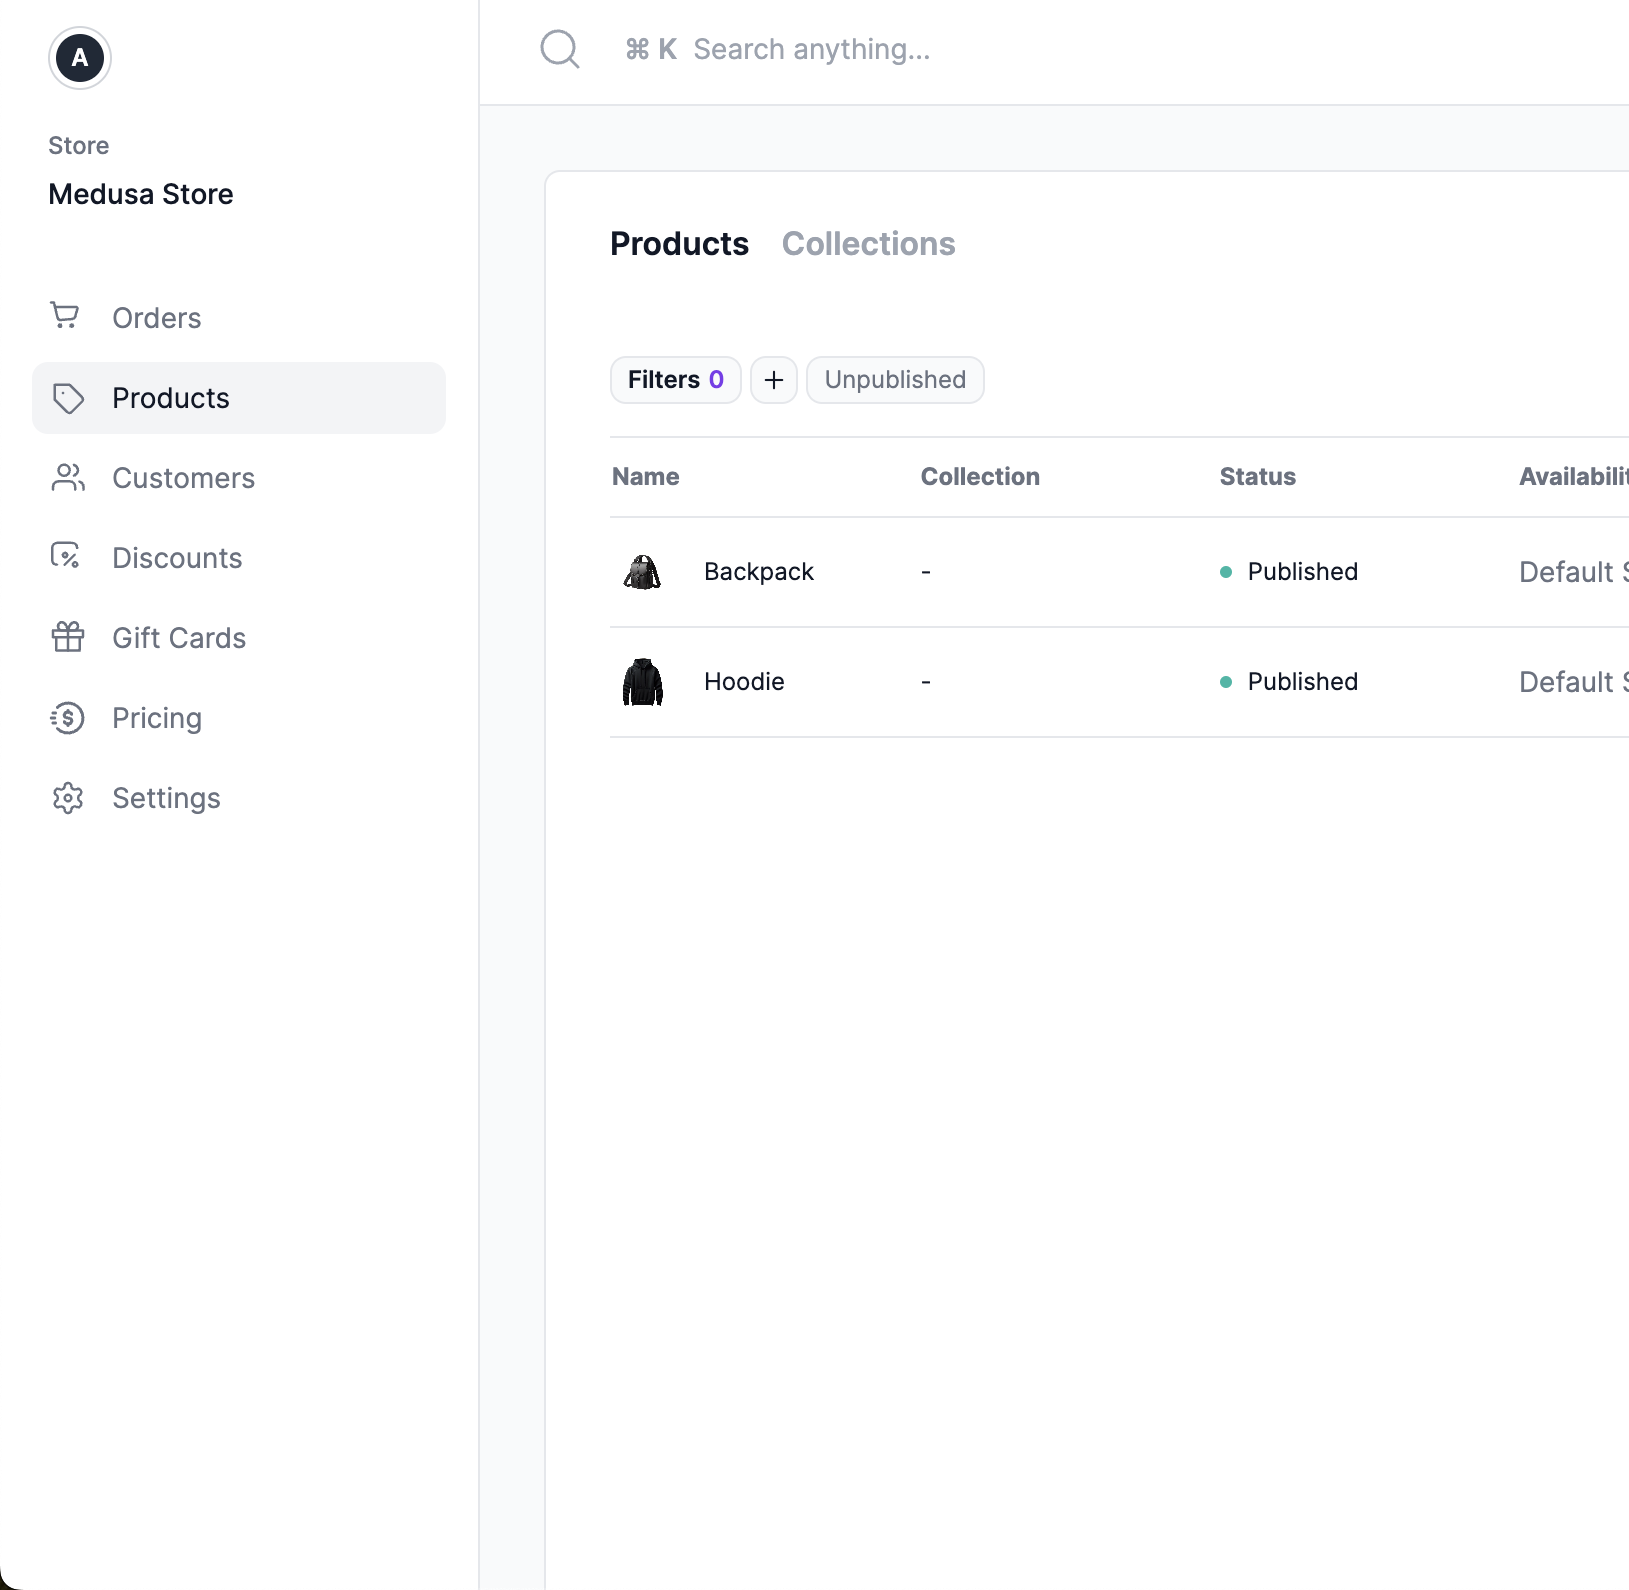 A
Store
Medusa Store
Orders
Products
Customers
Discounts
Gift Cards
Pricing
Settings
⌘ K Search anything...
Products Collections
Filters 0 + Unpublished
Name Collection Status Availabilit
Backpack - Published Default S
Hoodie - Published Default S